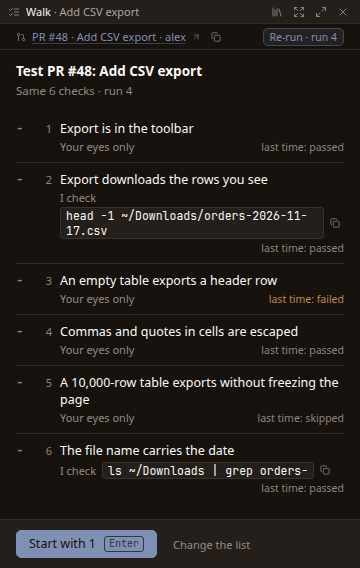 Walk · Add CSV export
PR #48 · Add CSV export · alex
Re-run · run 4
Test PR #48: Add CSV export
Same 6 checks · run 4
- 1 Export is in the toolbar
Your eyes only last time: passed
- 2 Export downloads the rows you see
I check
head -1 ~/Downloads/orders-2026-11-
17.csv
last time: passed
- 3 An empty table exports a header row
Your eyes only last time: failed
- 4 Commas and quotes in cells are escaped
Your eyes only last time: passed
- 5 A 10,000-row table exports without freezing the
page
Your eyes only last time: skipped
- 6 The file name carries the date
I check ls ~/Downloads | grep orders-
last time: passed
Start with 1 Enter Change the list